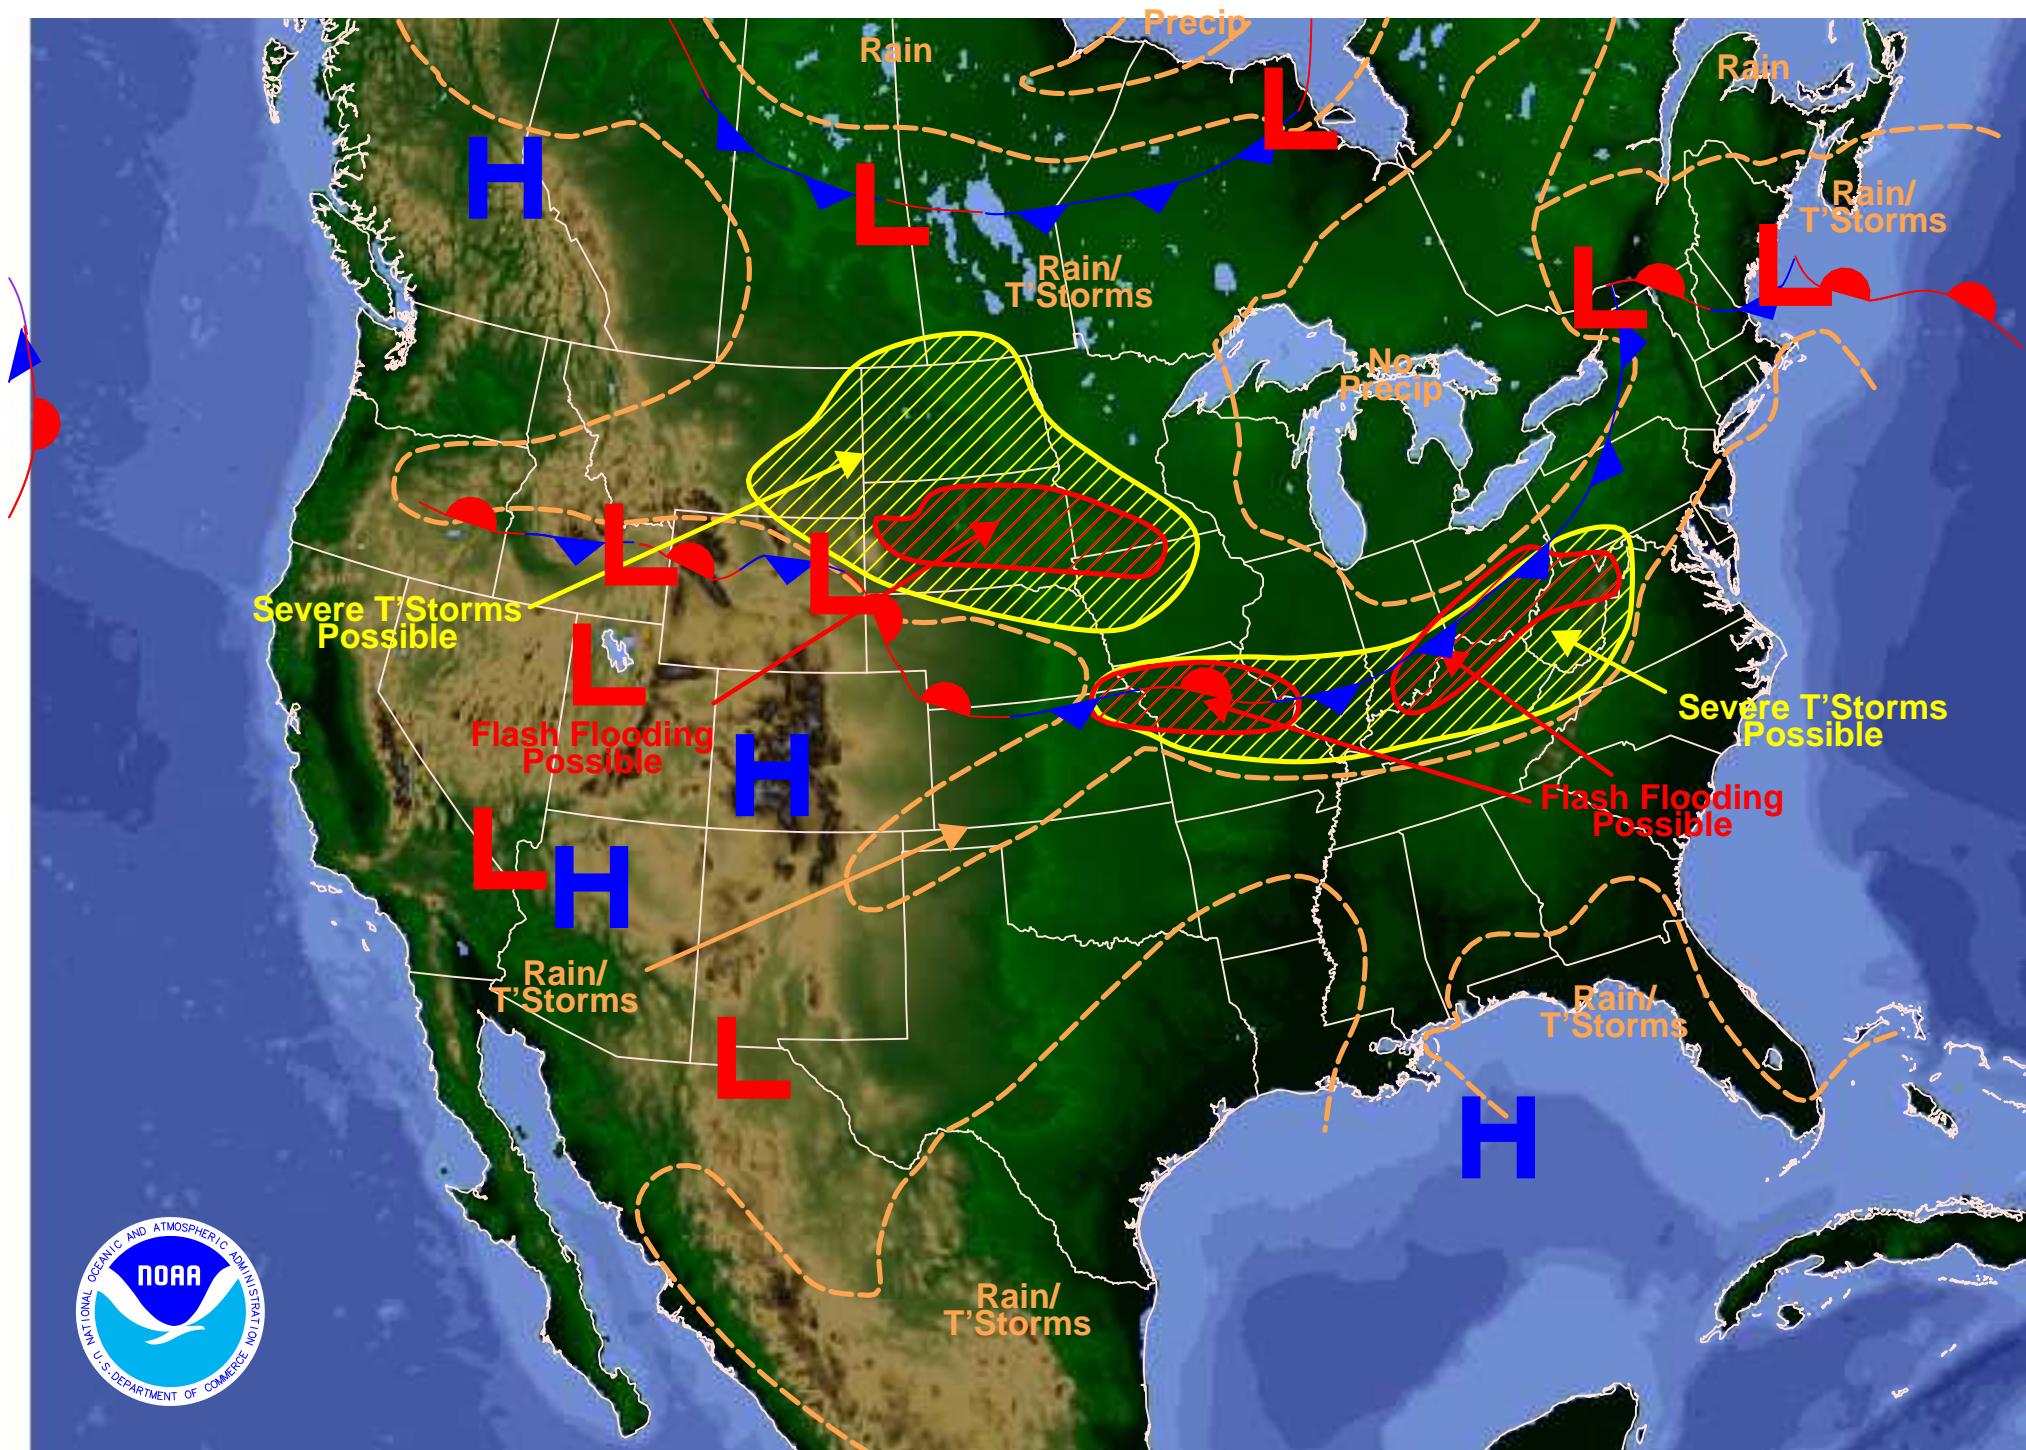 Precip
Rain
Rain
H
L
L
Rain/
T'Storms
L
L
Rain/
T'Storms
No
Precip
L
L
Severe T'Storms
Possible
L
Severe T'Storms
Possible
Flash Flooding
Possible
H
Flash Flooding
Possible
L
H
Rain/
T'Storms
Rain/
T'Storms
L
H
Rain/
T'Storms
NATIONAL OCEANIC AND ATMOSPHERIC ADMINISTRATION
NOAA
U.S. DEPARTMENT OF COMMERCE